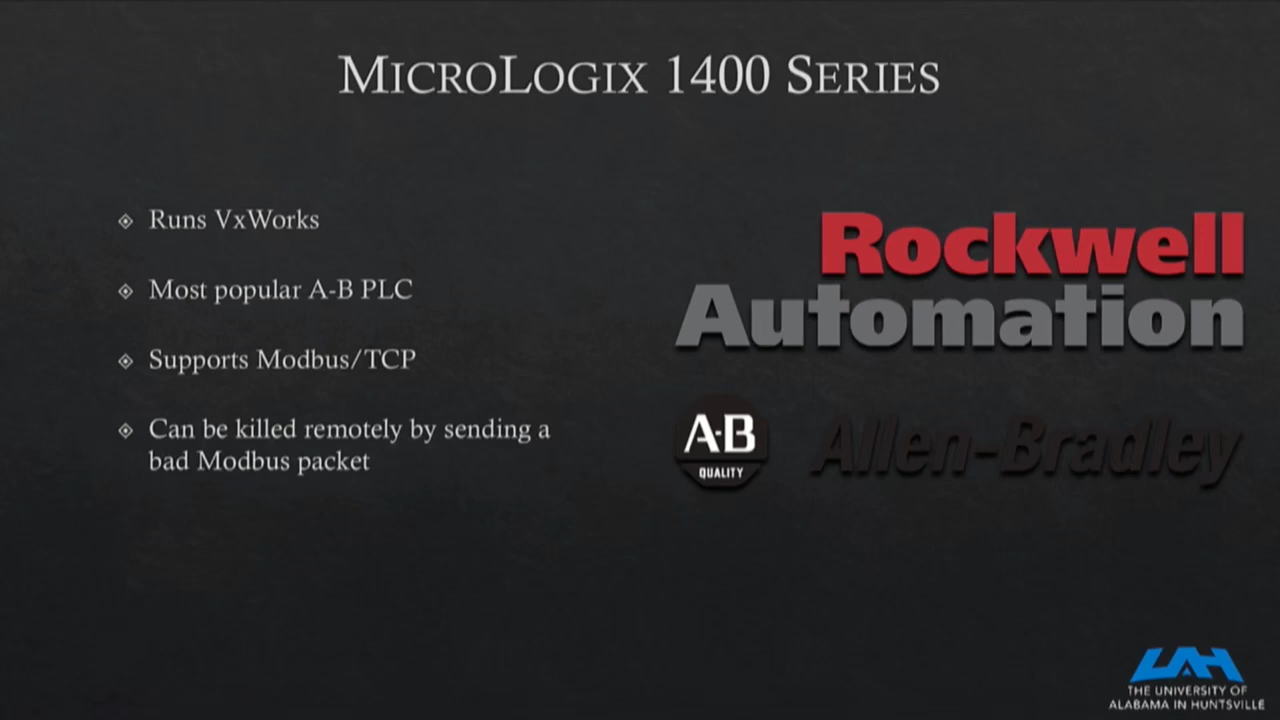 MICROLOGIX 1400 SERIES
Runs VxWorks
Most popular A-B PLC
Supports Modbus/TCP
Can be killed remotely by sending a
bad Modbus packet
Rockwell
Automation
A-B
QUALITY
Allen-Bradley
UAH
THE UNIVERSITY OF
ALABAMA IN HUNTSVILLE